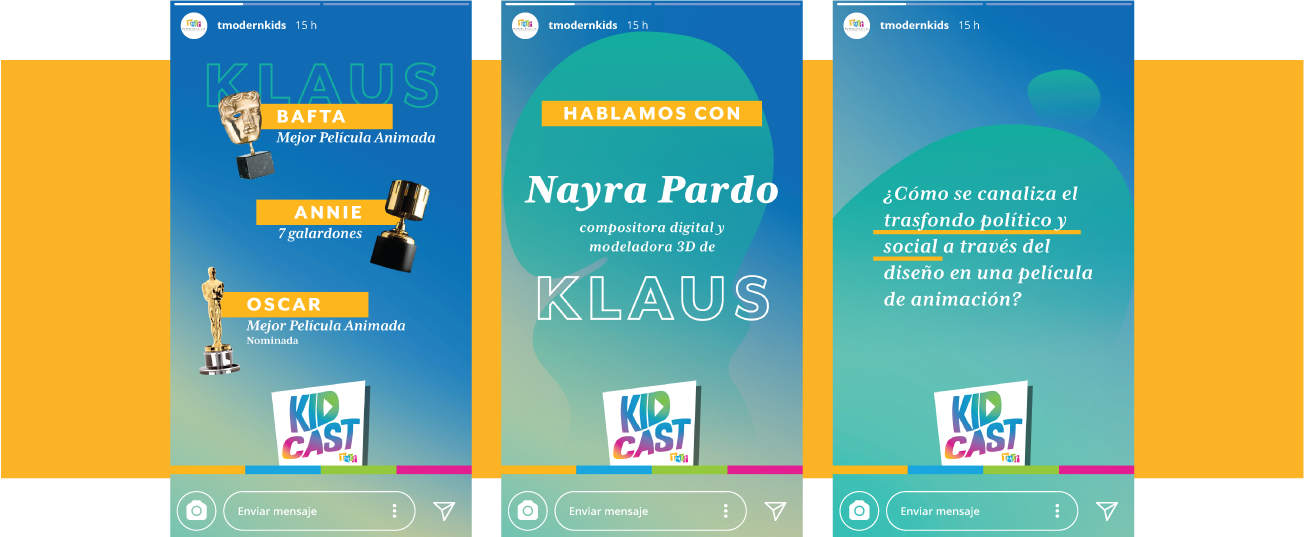 tmodernkids 15 h
KLAUS
BAFTA
Mejor Película Animada
ANNIE
7 galardones
OSCAR
Mejor Película Animada
Nominada
KID
CAST
Enviar mensaje
tmodernkids 15 h
HABLAMOS CON
Nayra Pardo
compositora digital y
modeladora 3D de
KLAUS
KID
CAST
Enviar mensaje
tmodernkids 15 h
¿Cómo se canaliza el
trasfondo político y
social a través del
diseño en una película
de animación?
KID
CAST
Enviar mensaje